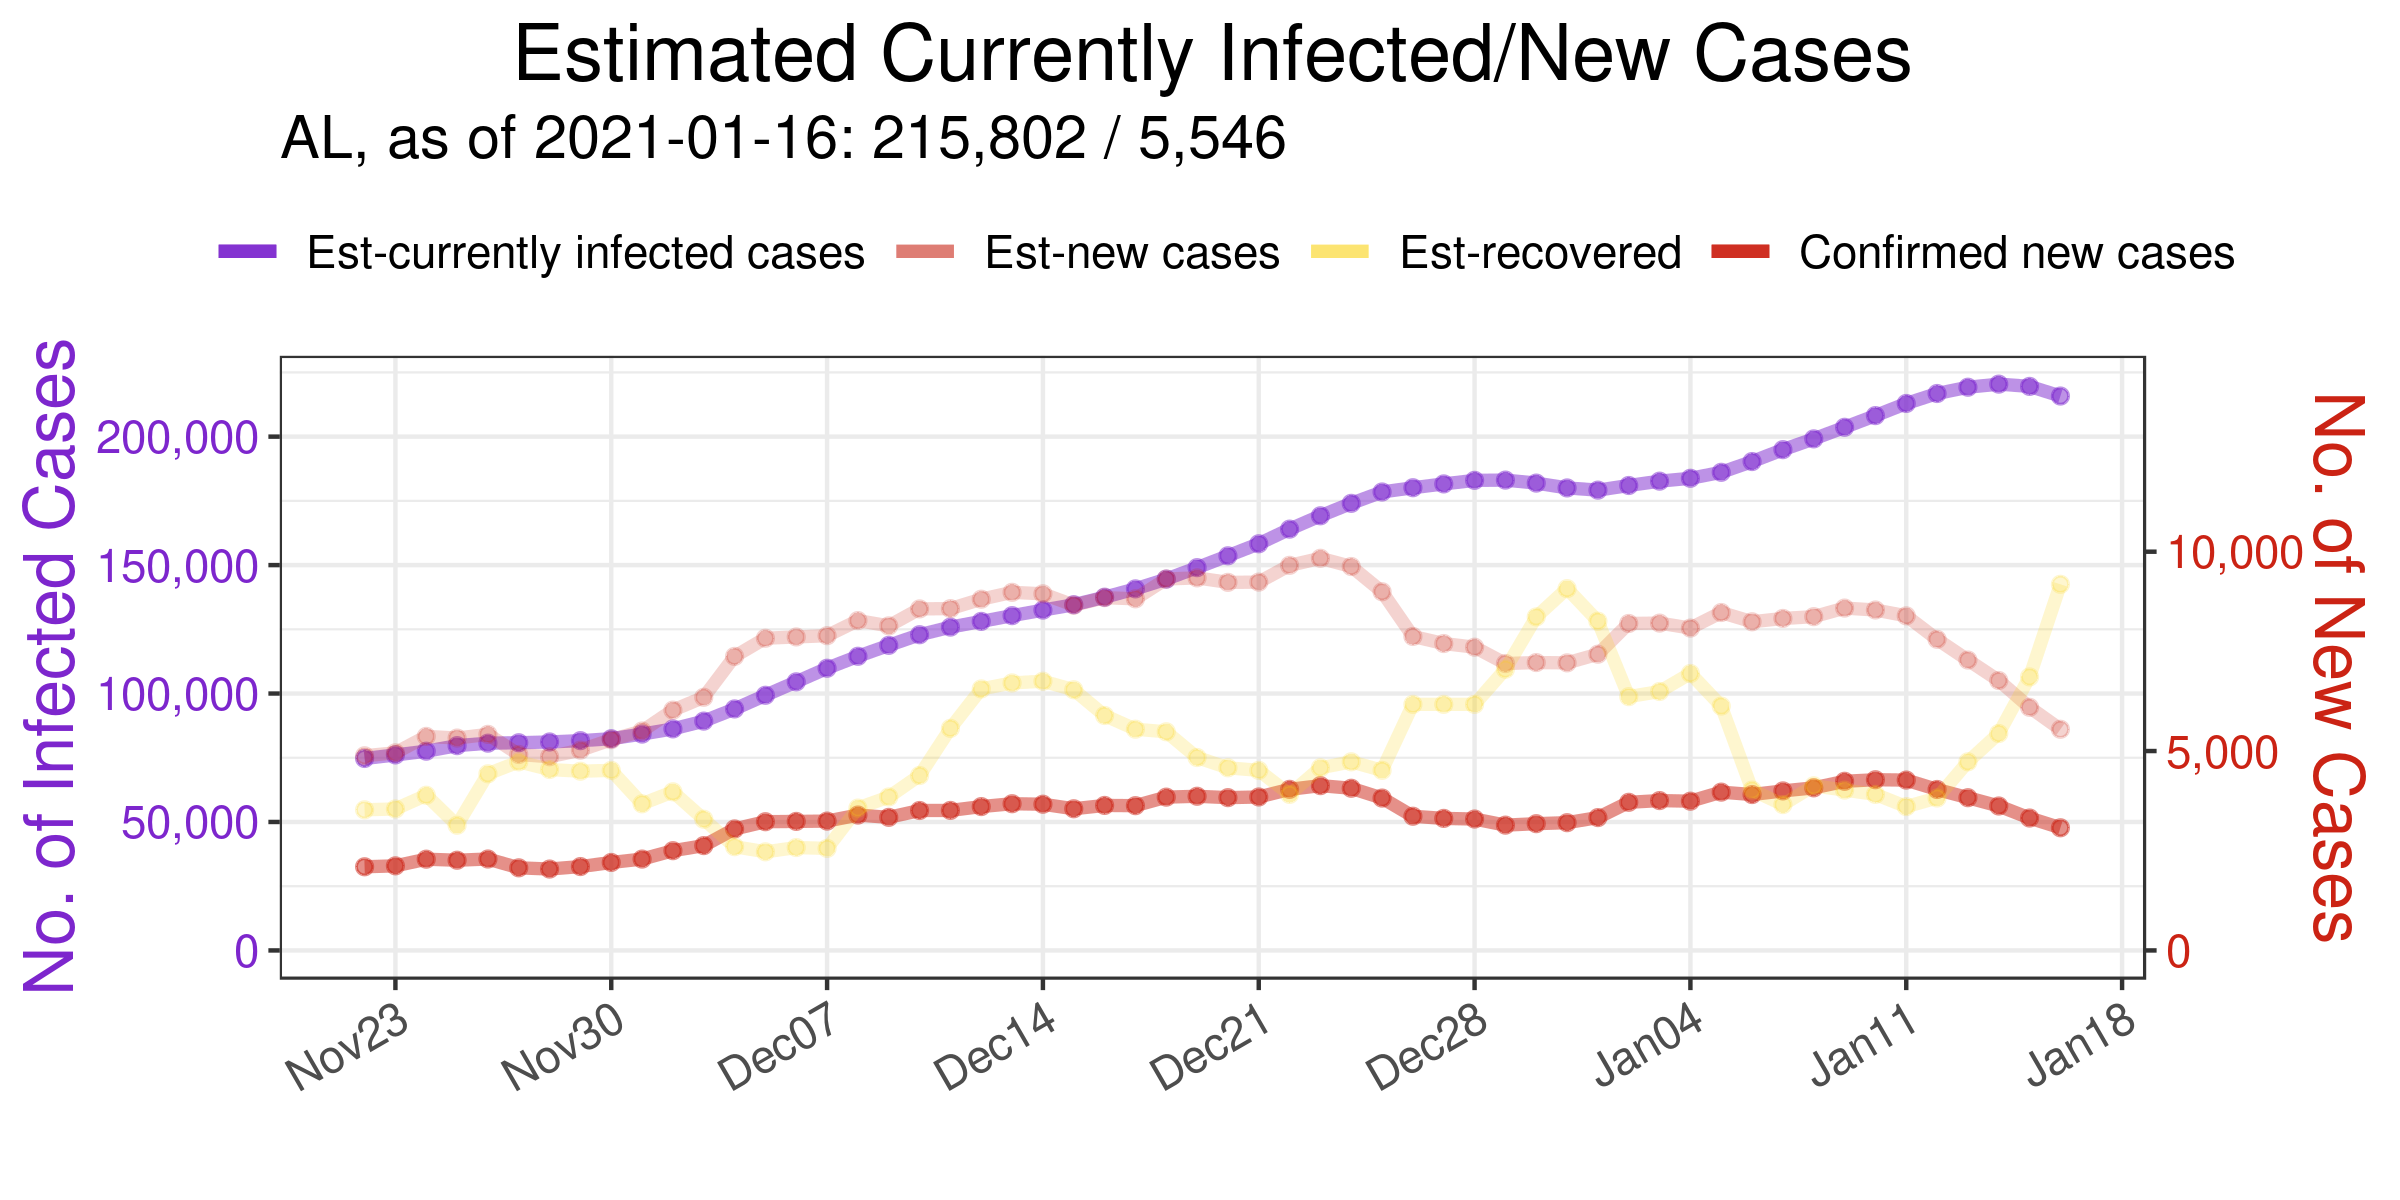 Estimated Currently Infected/New Cases
AL, as of 2021-01-16: 215,802 / 5,546
Est-currently infected cases Est-new cases Est-recovered Confirmed new cases
No. of Infected Cases
200,000
150,000
100,000
50,000
0
10,000
5,000
0
No. of New Cases
Nov23 Nov30 Dec07 Dec14 Dec21 Dec28 Jan04 Jan11 Jan18